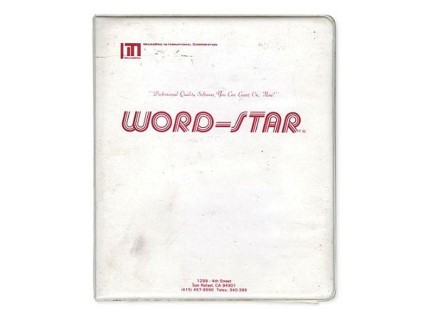 MicroPro International Corporation
"Professional Quality Software You Can Count On, Now!"
WORD-STAR
1299 4th Street
San Rafael, CA 94901
(415) 457-8990 Telex 340-388